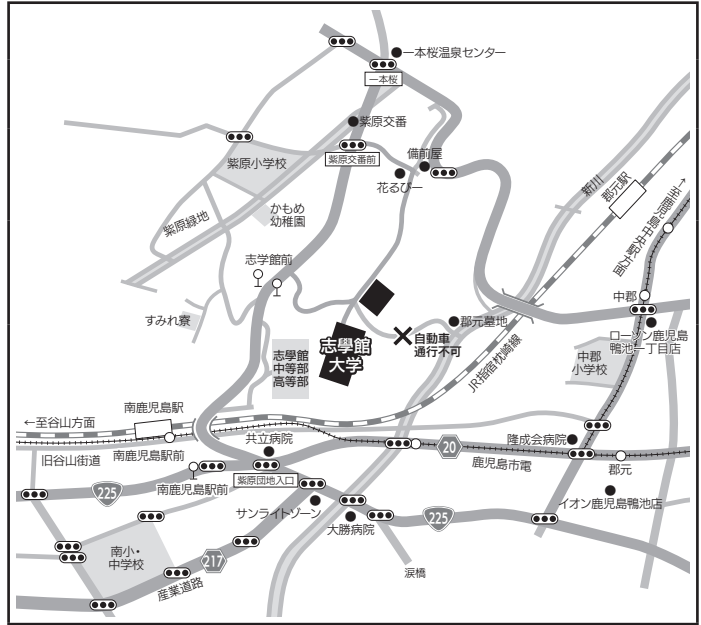 一本桜温泉センター
一本桜
紫原交番
紫原交番前
備前屋
花るぴー
紫原小学校
かもめ
幼稚園
紫原緑地
新川
郡元駅
→至鹿児島中央駅方面
志学館前
中郡
すみれ寮
志學館
大学
自動車
通行不可
郡元墓地
JR指宿枕崎線
ローソン鹿児島
鴨池一丁目店
中郡
小学校
志學館
中等部
高等部
←至谷山方面
南鹿児島駅
旧谷山街道
南鹿児島駅前
共立病院
20
鹿児島市電
隆成会病院
郡元
225
南鹿児島駅前
紫原団地入口
サンライトゾーン
大勝病院
225
イオン鹿児島鴨池店
南小・
中学校
217
産業道路
涙橋